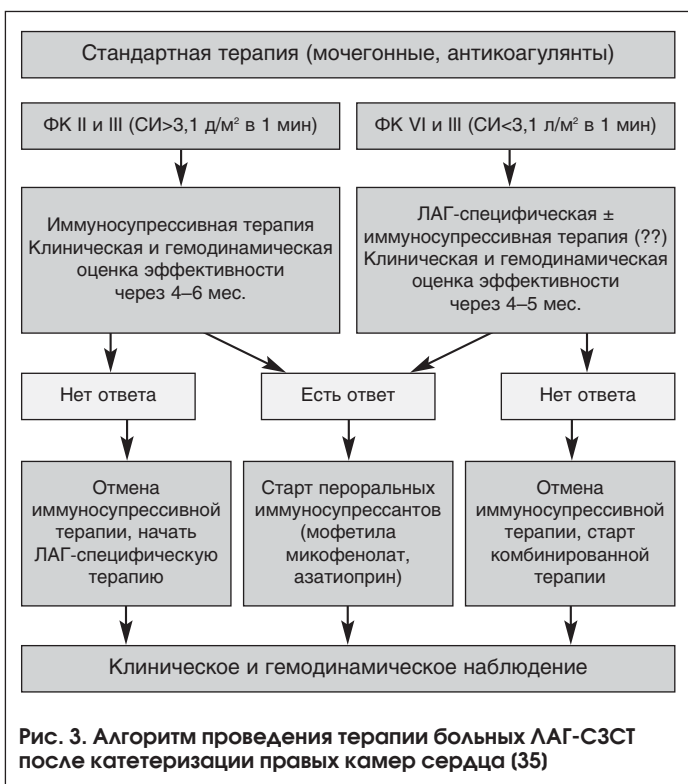 Стандартная терапия (мочегонные, антикоагулянты)
ФК II и III (СИ>3,1 д/м² в 1 мин)
ФК VI и III (СИ<3,1 л/м² в 1 мин)
Иммуносупрессивная терапия
Клиническая и гемодинамическая
оценка эффективности
через 4–6 мес.
ЛАГ-специфическая ±
иммуносупрессивная терапия (??)
Клиническая и гемодинамическая
оценка эффективности
через 4–5 мес.
Нет ответа
Есть ответ
Нет ответа
Отмена
иммуносупрессивной
терапии, начать
ЛАГ-специфическую
терапию
Старт пероральных
иммуносупрессантов
(мофетила
микофенолат,
азатиоприн)
Отмена
иммуносупрессивной
терапии, старт
комбинированной
терапии
Клиническое и гемодинамическое наблюдение
Рис. 3. Алгоритм проведения терапии больных ЛАГ-СЗСТ
после катетеризации правых камер сердца [35]